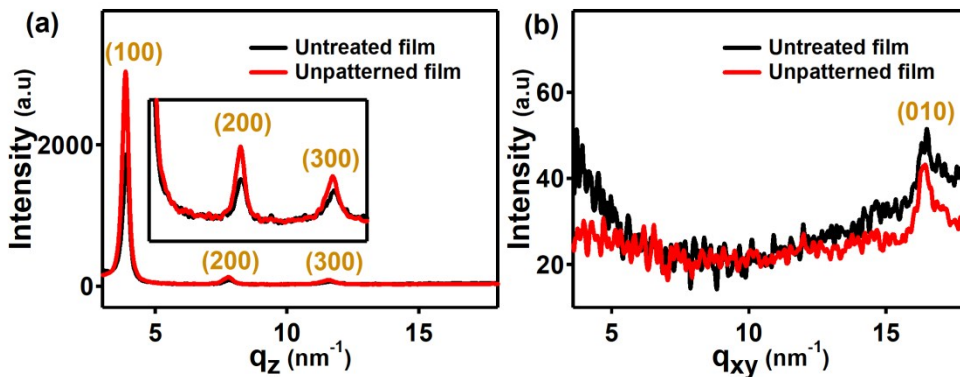 (a)
(100)
Untreated film
Unpatterned film
(200)
(300)
(200)
(300)
Intensity (a.u)
2000
0
5
10
15
qz (nm-1)
(b)
Untreated film
Unpatterned film
(010)
Intensity (a.u)
60
40
20
5
10
15
qxy (nm-1)